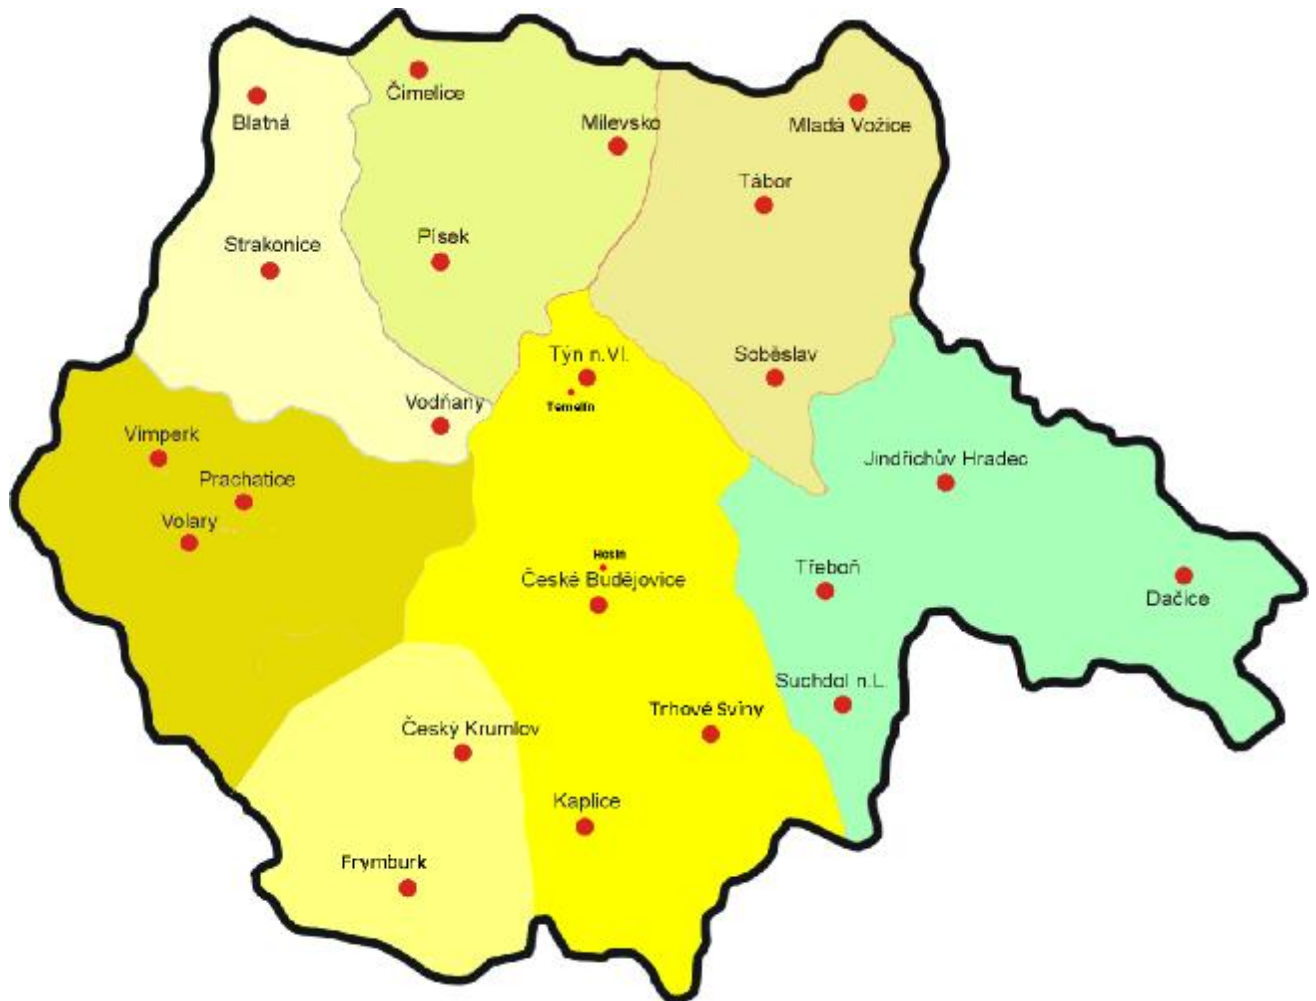 Čimelice
Blatná
Milevsko
Mladá Vožice
Tábor
Písek
Strakonice
Týn n.Vl.
Soběslav
Temelín
Vodňany
Vimperk
Prachatice
Jindřichův Hradec
Volary
Hosín
České Budějovice
Třeboň
Dačice
Suchdol n.L.
Trhové Sviny
Český Krumlov
Kaplice
Frymburk